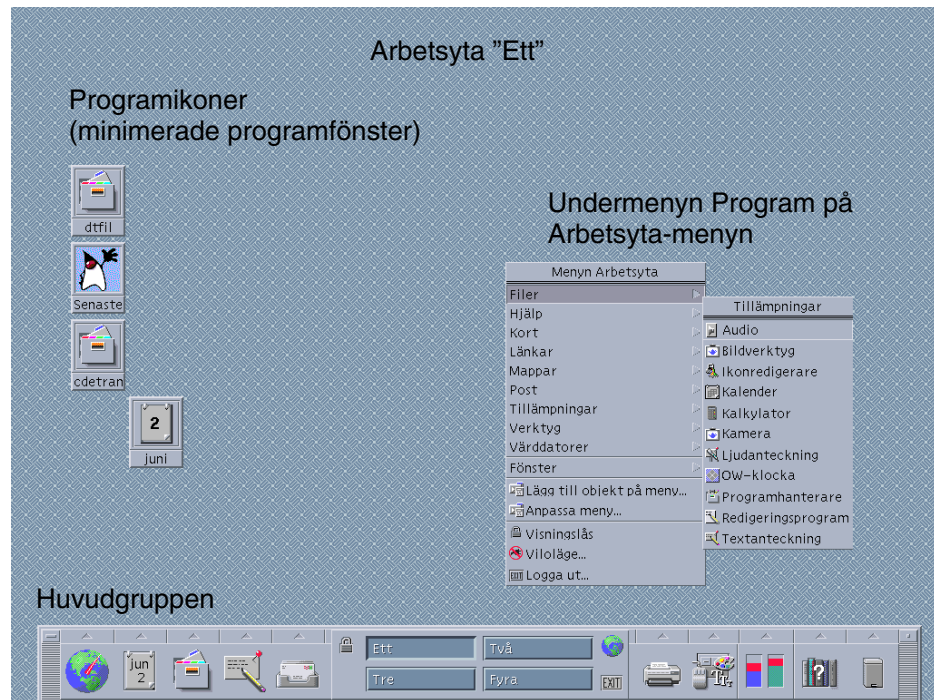 Arbetsyta ”Ett”
Programikoner
(minimerade programfönster)
dtfil
Senaste
cdetran
2
juni
Undermenyn Program på
Arbetsyta-menyn
Menyn Arbetsyta
Filer
Hjälp
Kort
Länkar
Mappar
Post
Tillämpningar
Verktyg
Värddatorer
Fönster
Lägg till objekt på meny...
Anpassa meny...
Visningslås
Viloläge...
EXIT Logga ut...
Tillämpningar
Audio
Bildverktyg
Ikonredigerare
Kalender
Kalkylator
Kamera
Ljudanteckning
OW-klocka
Programhanterare
Redigeringsprogram
Textanteckning
Huvudgruppen
Jun
2
Ett
Två
Tre
Fyra
EXIT